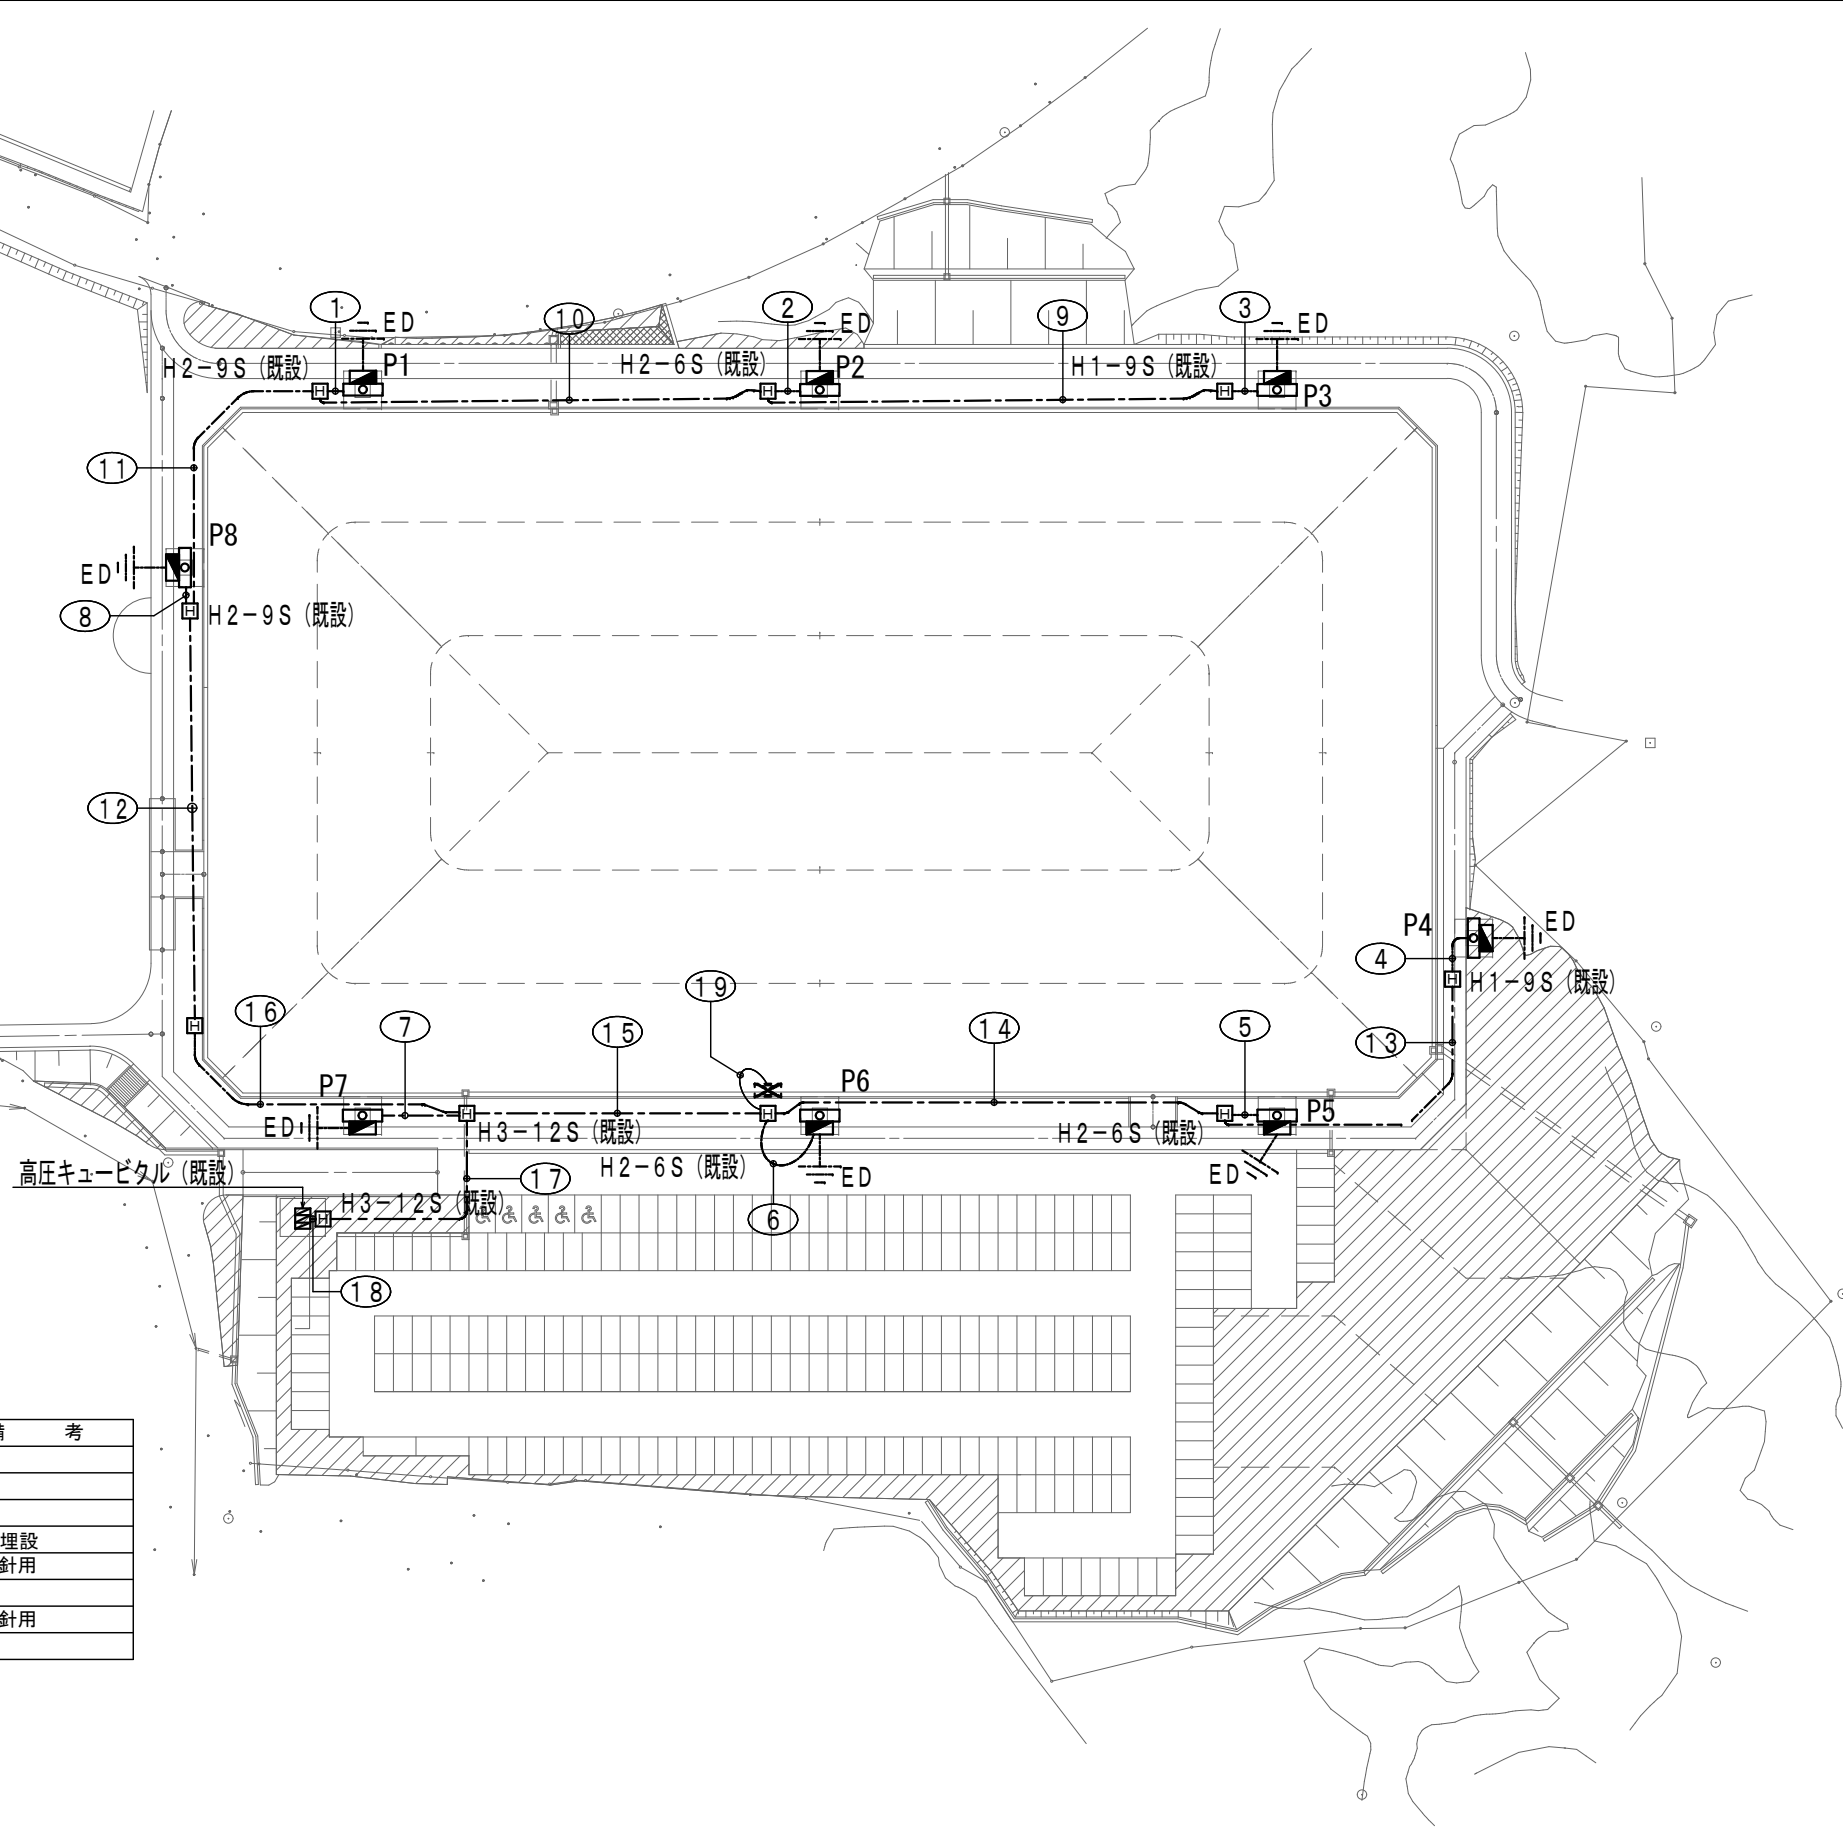 1
10
2
9
3
ED
ED
ED
H2-9S (既設)
P1
H2-6S (既設)
P2
H1-9S (既設)
P3
11
P8
ED
8
H2-9S (既設)
12
P4
ED
4
H1-9S (既設)
19
16
7
15
14
5
13
P7
P6
P5
ED
H3-12S (既設)
H2-6S (既設)
H2-6S (既設)
高圧キュービクル (既設)
17
ED
ED
H3-12S (既設)
6
18
考
埋設
針用
針用
H
H
H
H
H
H
H
H
H
H